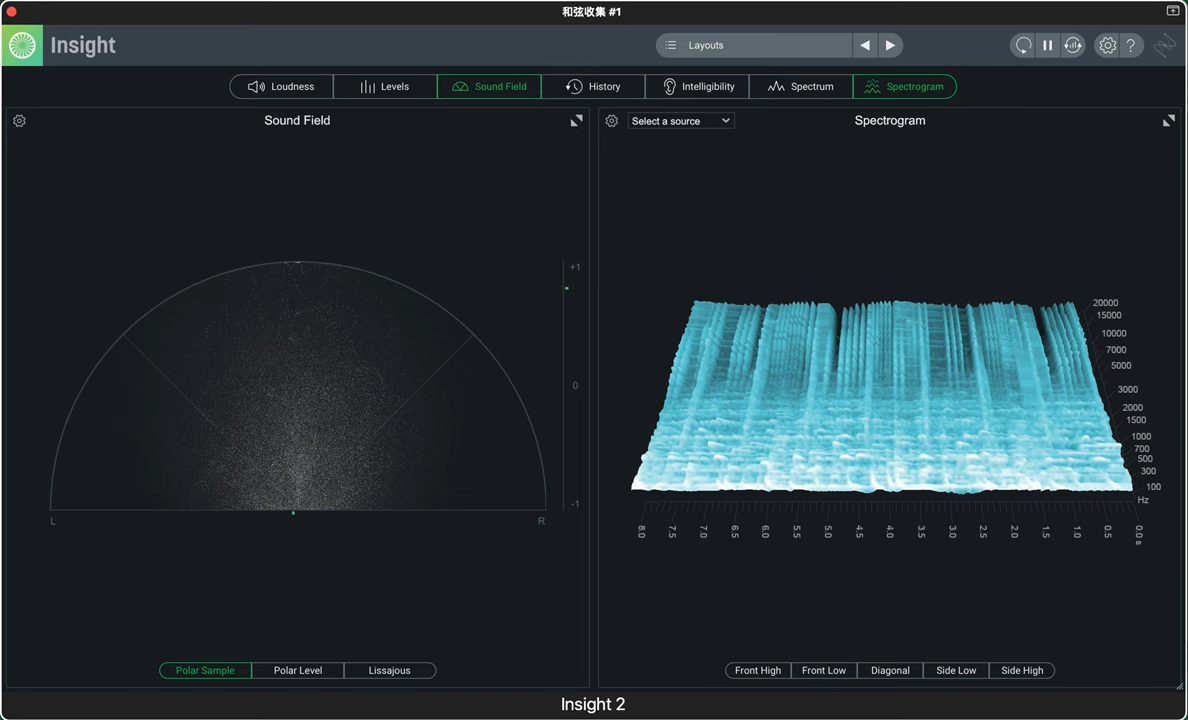 和弦收集 #1
Insight
Layouts
?
Loudness
Levels
Sound Field
History
Intelligibility
Spectrum
Spectrogram
Sound Field
+1
0
-1
L
R
Polar Sample
Polar Level
Lissajous
Select a source
Spectrogram
20000
15000
10000
7000
5000
3000
2000
1500
1000
700
500
300
100
Hz
8.0 7.5 7.0 6.5 6.0 5.5 5.0 4.5 4.0 3.5 3.0 2.5 2.0 1.5 1.0 0.5 0.0 s
Front High
Front Low
Diagonal
Side Low
Side High
Insight 2